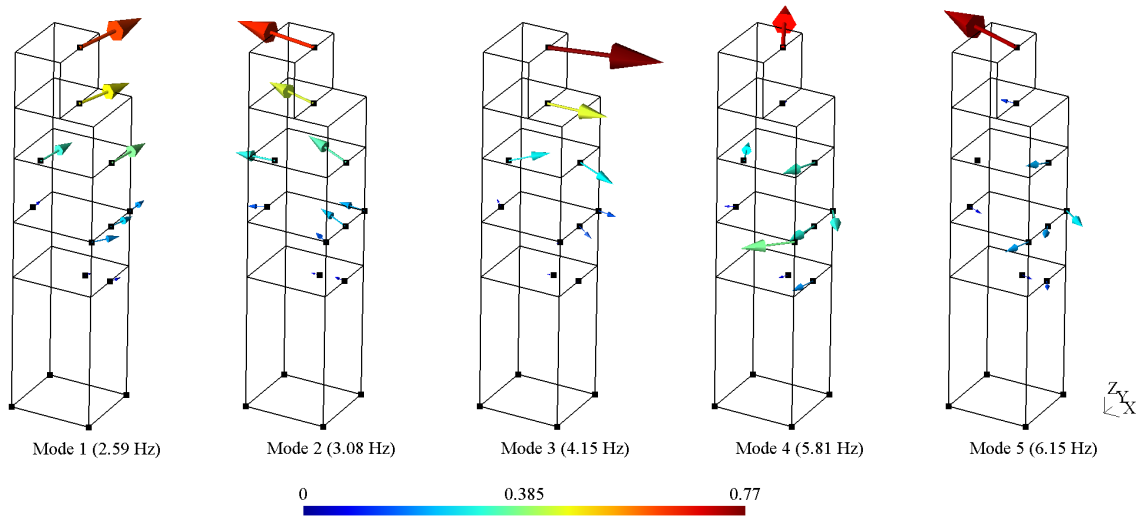 Z
Y
X
Mode 1 (2.59 Hz)
Mode 2 (3.08 Hz)
Mode 3 (4.15 Hz)
Mode 4 (5.81 Hz)
Mode 5 (6.15 Hz)
0
0.385
0.77